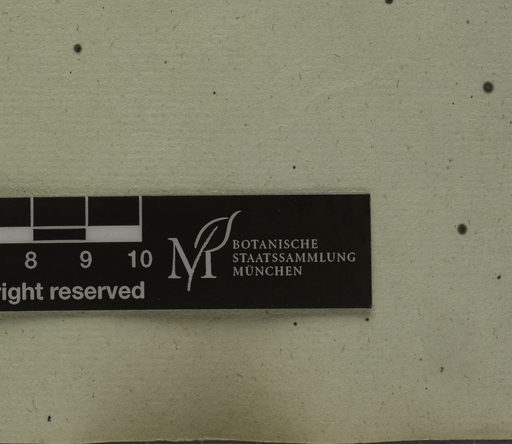 8 9 10
right reserved
M
BOTANISCHE
STAATSSAMMLUNG
MÜNCHEN